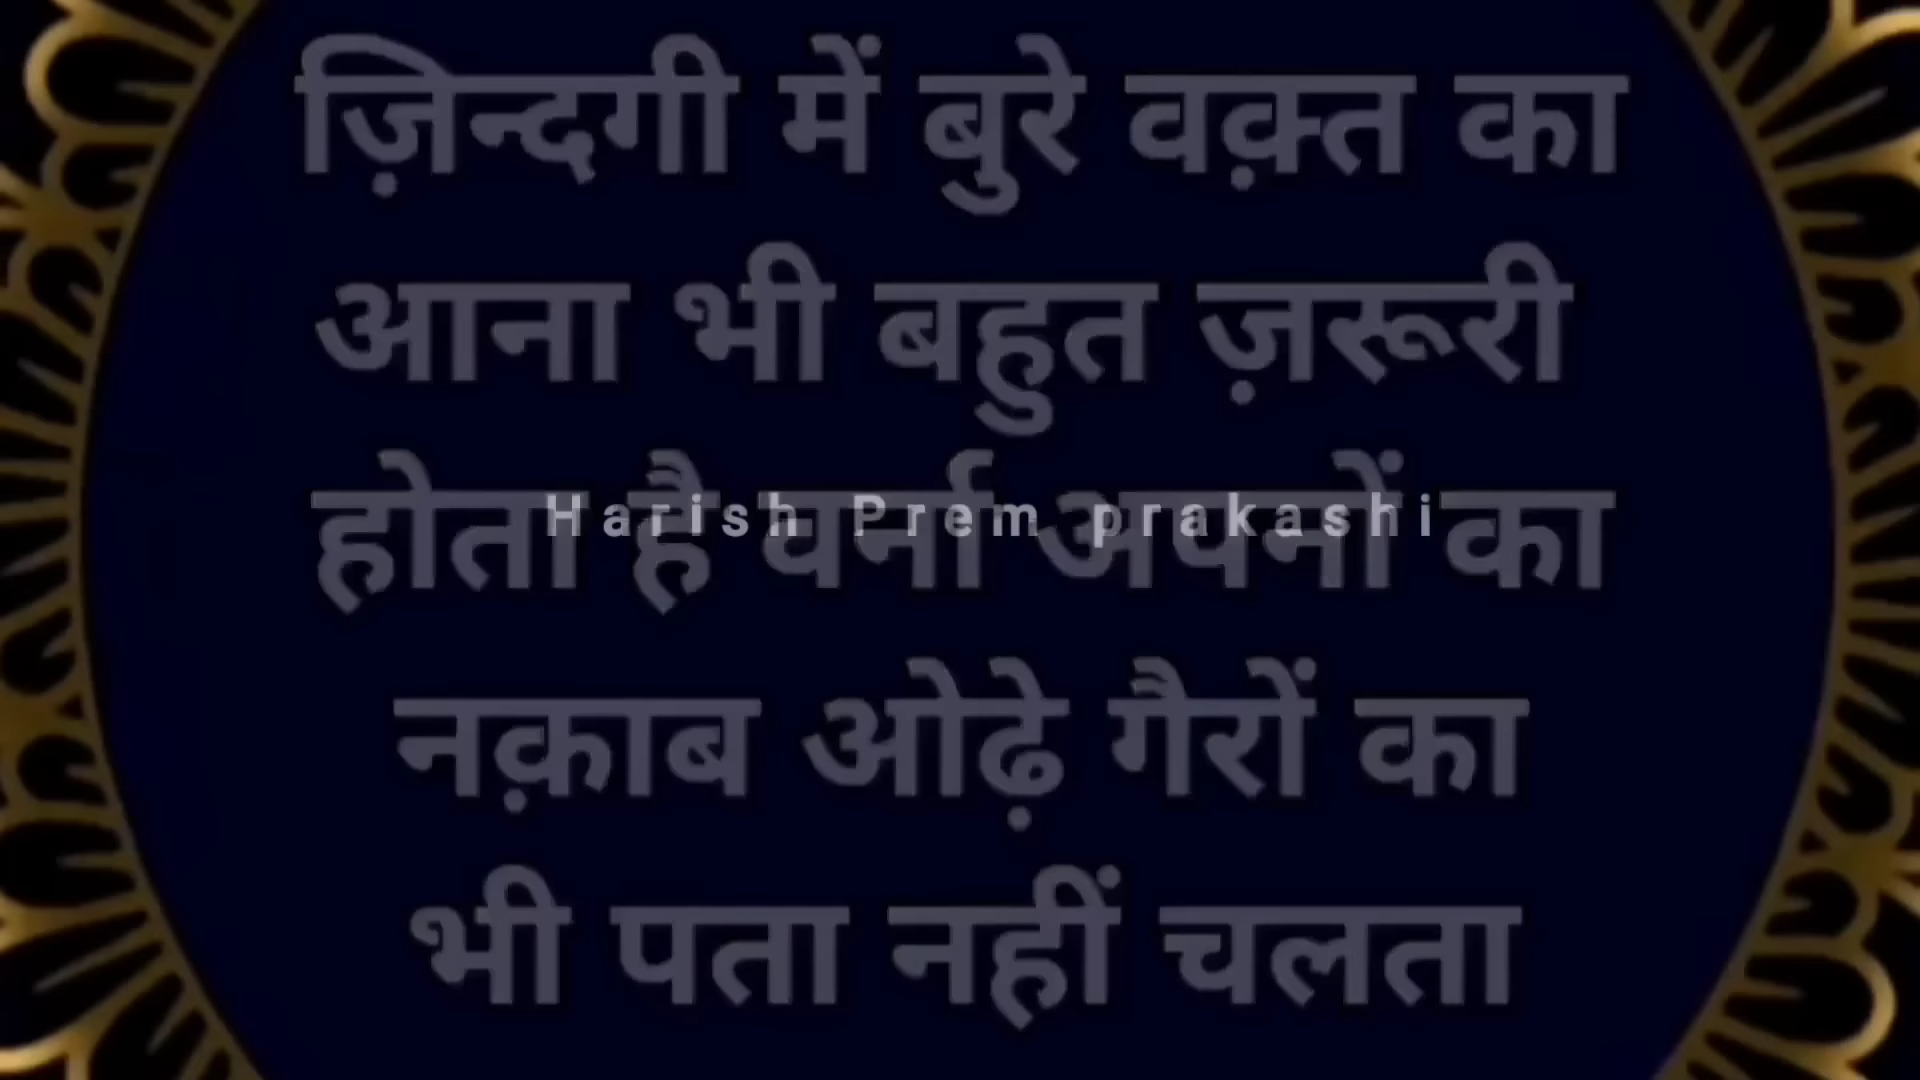 ज़िन्दगी में बुरे वक़्त का
आना भी बहुत ज़रूरी
होता है वर्ना अपनों का
Harish Prem prakashi
नक़ाब ओढ़े गैरों का
भी पता नहीं चलता